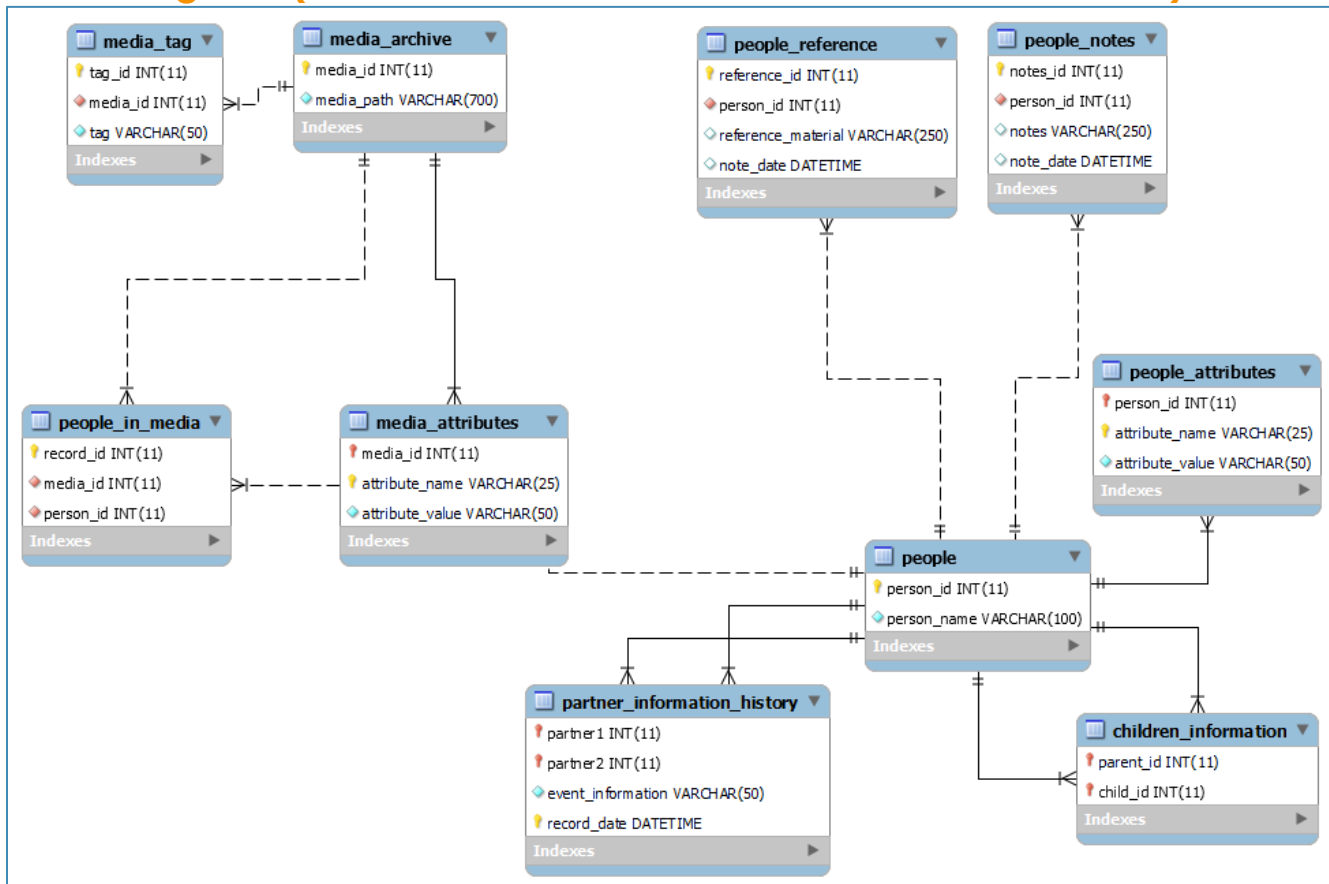 media_tag
tag_id INT(11)
media_id INT(11)
tag VARCHAR(50)
Indexes
media_archive
media_id INT(11)
media_path VARCHAR(700)
Indexes
people_reference
reference_id INT(11)
person_id INT(11)
reference_material VARCHAR(250)
note_date DATETIME
Indexes
people_notes
notes_id INT(11)
person_id INT(11)
notes VARCHAR(250)
note_date DATETIME
Indexes
people_in_media
record_id INT(11)
media_id INT(11)
person_id INT(11)
Indexes
media_attributes
media_id INT(11)
attribute_name VARCHAR(25)
attribute_value VARCHAR(50)
Indexes
people_attributes
person_id INT(11)
attribute_name VARCHAR(25)
attribute_value VARCHAR(50)
Indexes
people
person_id INT(11)
person_name VARCHAR(100)
Indexes
partner_information_history
partner1 INT(11)
partner2 INT(11)
event_information VARCHAR(50)
record_date DATETIME
Indexes
children_information
parent_id INT(11)
child_id INT(11)
Indexes